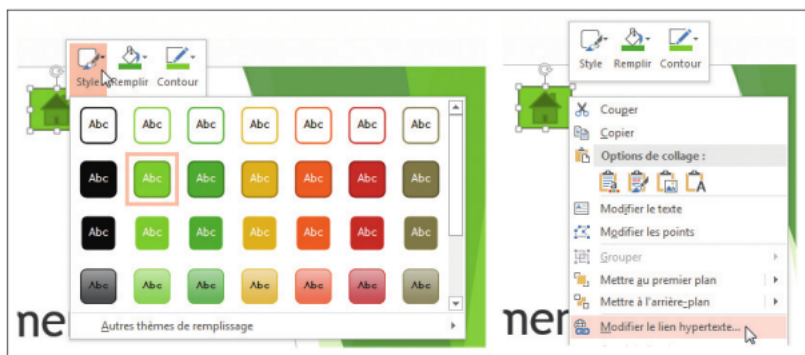 Style Remplir Contour
Abc Abc Abc Abc Abc Abc Abc
Abc Abc Abc Abc Abc Abc Abc
Abc Abc Abc Abc Abc Abc Abc
Abc Abc Abc Abc Abc Abc Abc
Autres thèmes de remplissage
ne
Style Remplir Contour
Couper
Copier
Options de collage :
Modifier le texte
Modifier les points
Grouper
Mettre au premier plan
Mettre à l'arrière-plan
Modifier le lien hypertexte...
ner